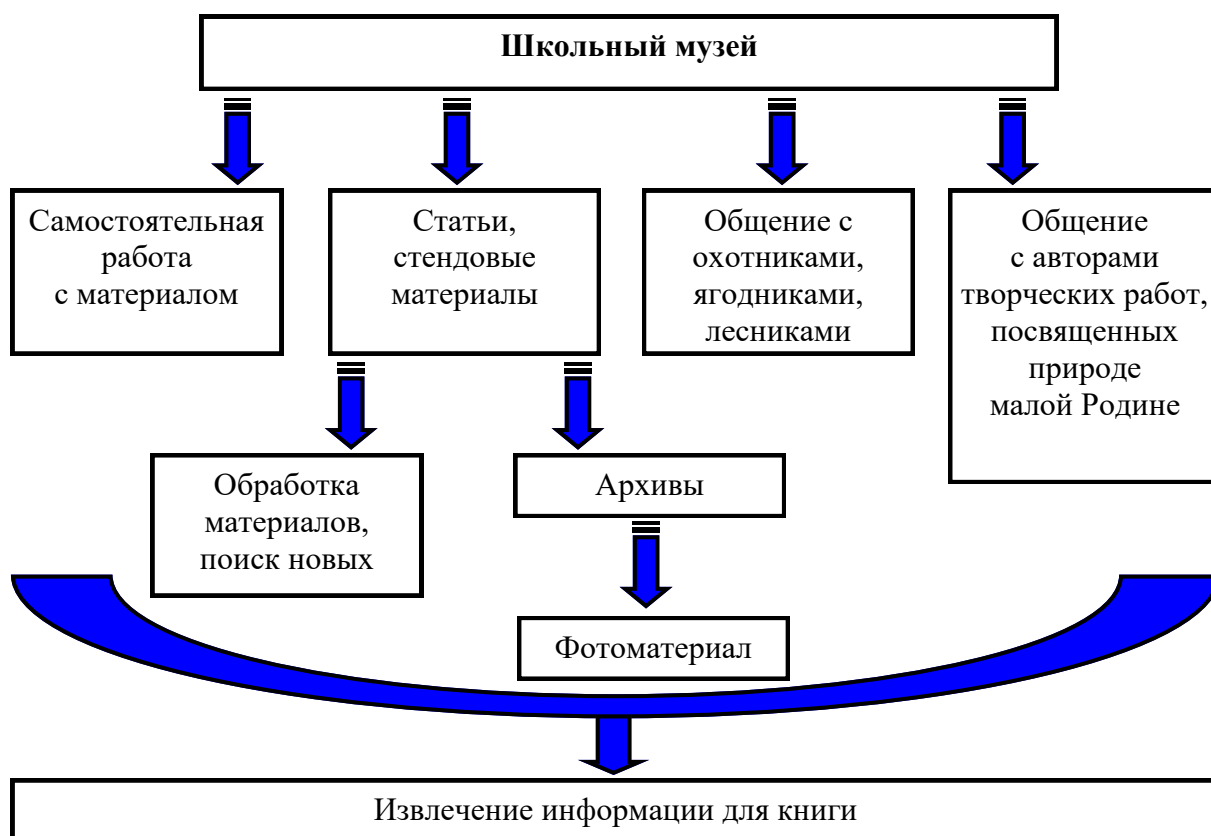 Школьный музей
Самостоятельная
работа
с материалом
Статьи,
стендовые
материалы
Общение с
охотниками,
ягодниками,
лесниками
Общение
с авторами
творческих работ,
посвященных
природе
малой Родине
Обработка
материалов,
поиск новых
Архивы
Фотоматериал
Извлечение информации для книги